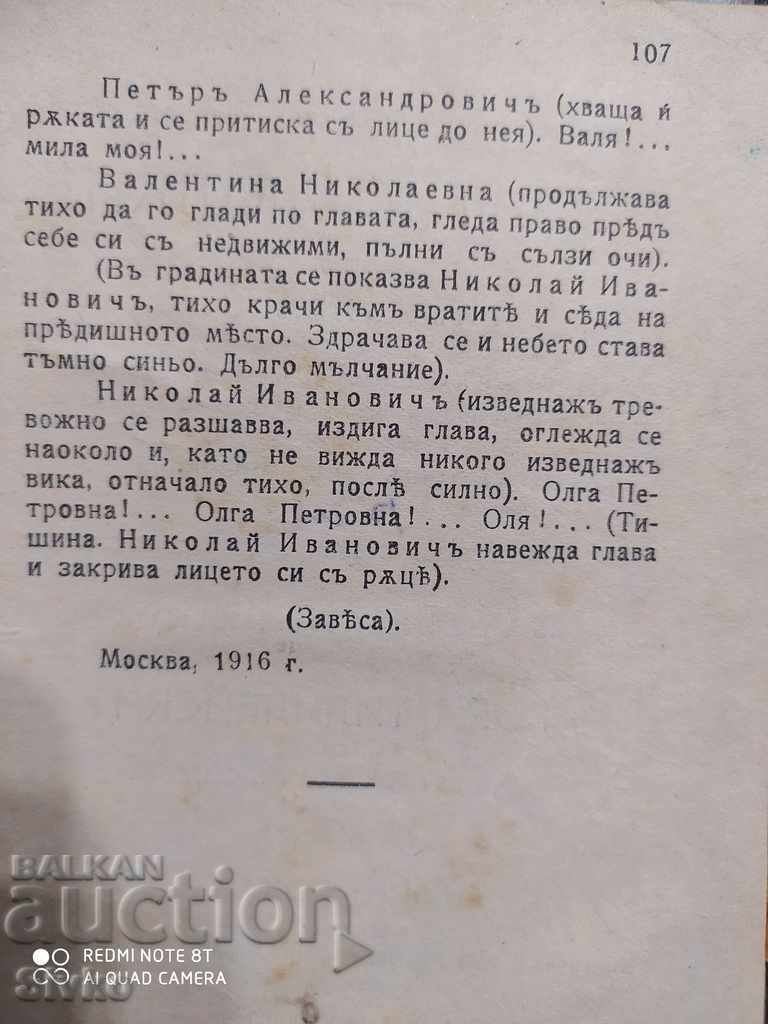 107
Петъръ Александровичъ (хваща ѝ
рѫката и се притиска съ лице до нея). Валя!...
мила моя!...
Валентина Николаевна (продължава
тихо да го глади по главата, гледа право прѣдъ
себе си съ недвижими, пълни съ сълзи очи).
(Въ градината се показва Николай Ива-
новичъ, тихо крачи към вратитѣ и сѣда на
прѣдишното мѣсто. Здрачава се и небето става
тъмно синьо. Дълго мълчание).
Николай Ивановичъ (изведнажъ тре-
вожно се разшавва, издига глава, оглежда се
наоколо и, като не вижда никого изведнажъ
вика, отначало тихо, послѣ силно). Олга Пе-
тровна!... Олга Петровна!... Оля!... (Ти-
шина. Николай Ивановичъ навежда глава
и закрива лицето си съ рѫцѣ).
(Завѣса).
Москва, 1916 г.
BALKAN
auction
REDMI NOTE 8T
AI QUAD CAMERA
Sivko